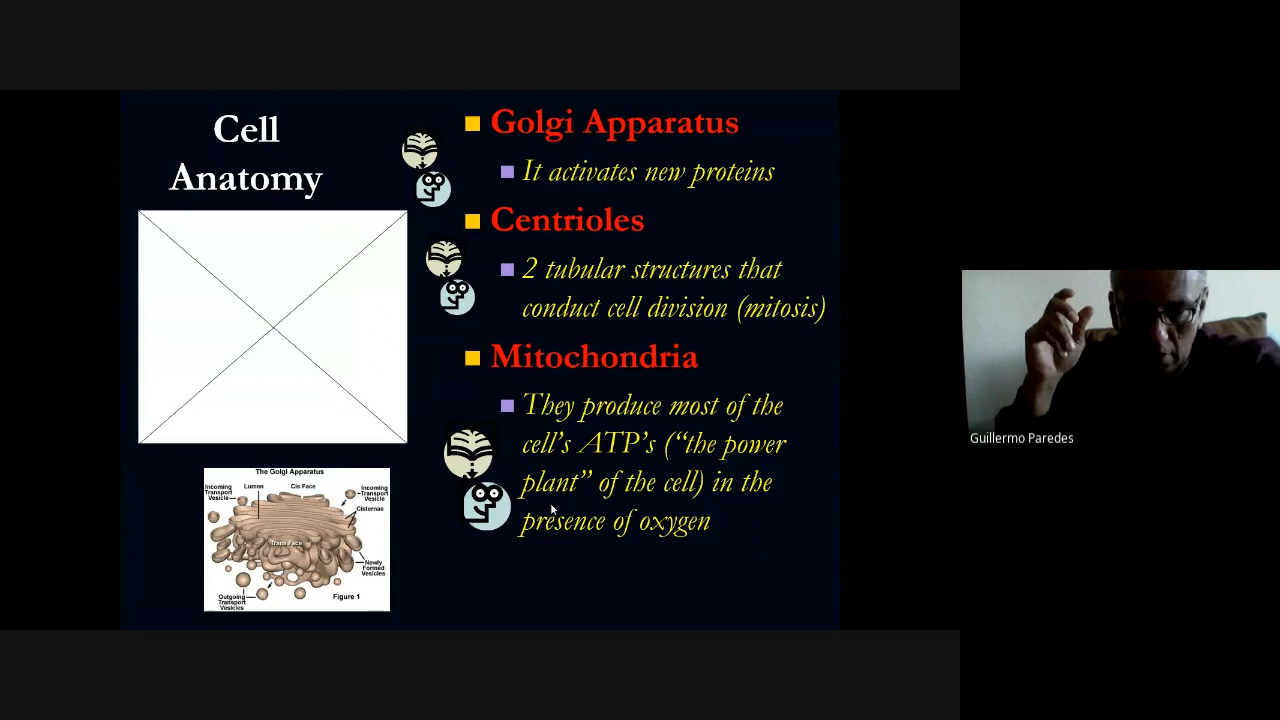 Cell
Anatomy
Golgi Apparatus
It activates new proteins
Centrioles
2 tubular structures that
conduct cell division (mitosis)
Mitochondria
They produce most of the
cell's ATP's (“the power
plant” of the cell) in the
presence of oxygen
The Golgi Apparatus
Incoming
Transport
Vesicle
Lumen
Cis Face
Incoming
Transport
Vesicle
Cisternae
Trans Face
Newly
Formed
Vesicles
Outgoing
Transport
Vesicles
Figure 1
Guillermo Paredes